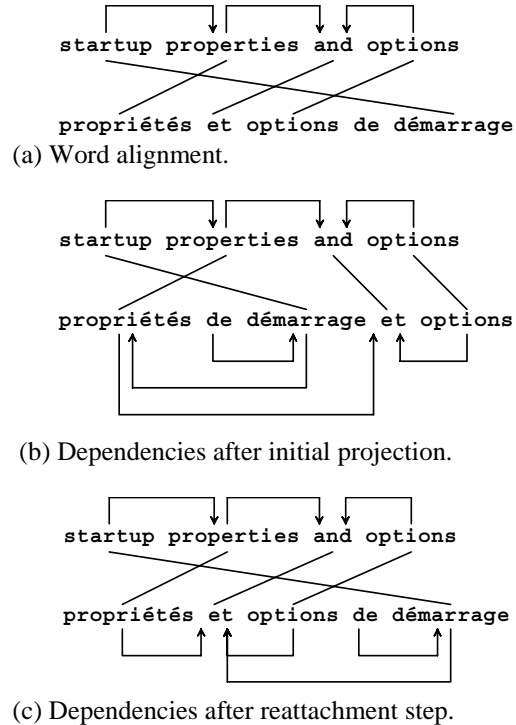 startup properties and options
propriétés et options de démarrage
(a) Word alignment.
startup properties and options
propriétés de démarrage et options
(b) Dependencies after initial projection.
startup properties and options
propriétés et options de démarrage
(c) Dependencies after reattachment step.